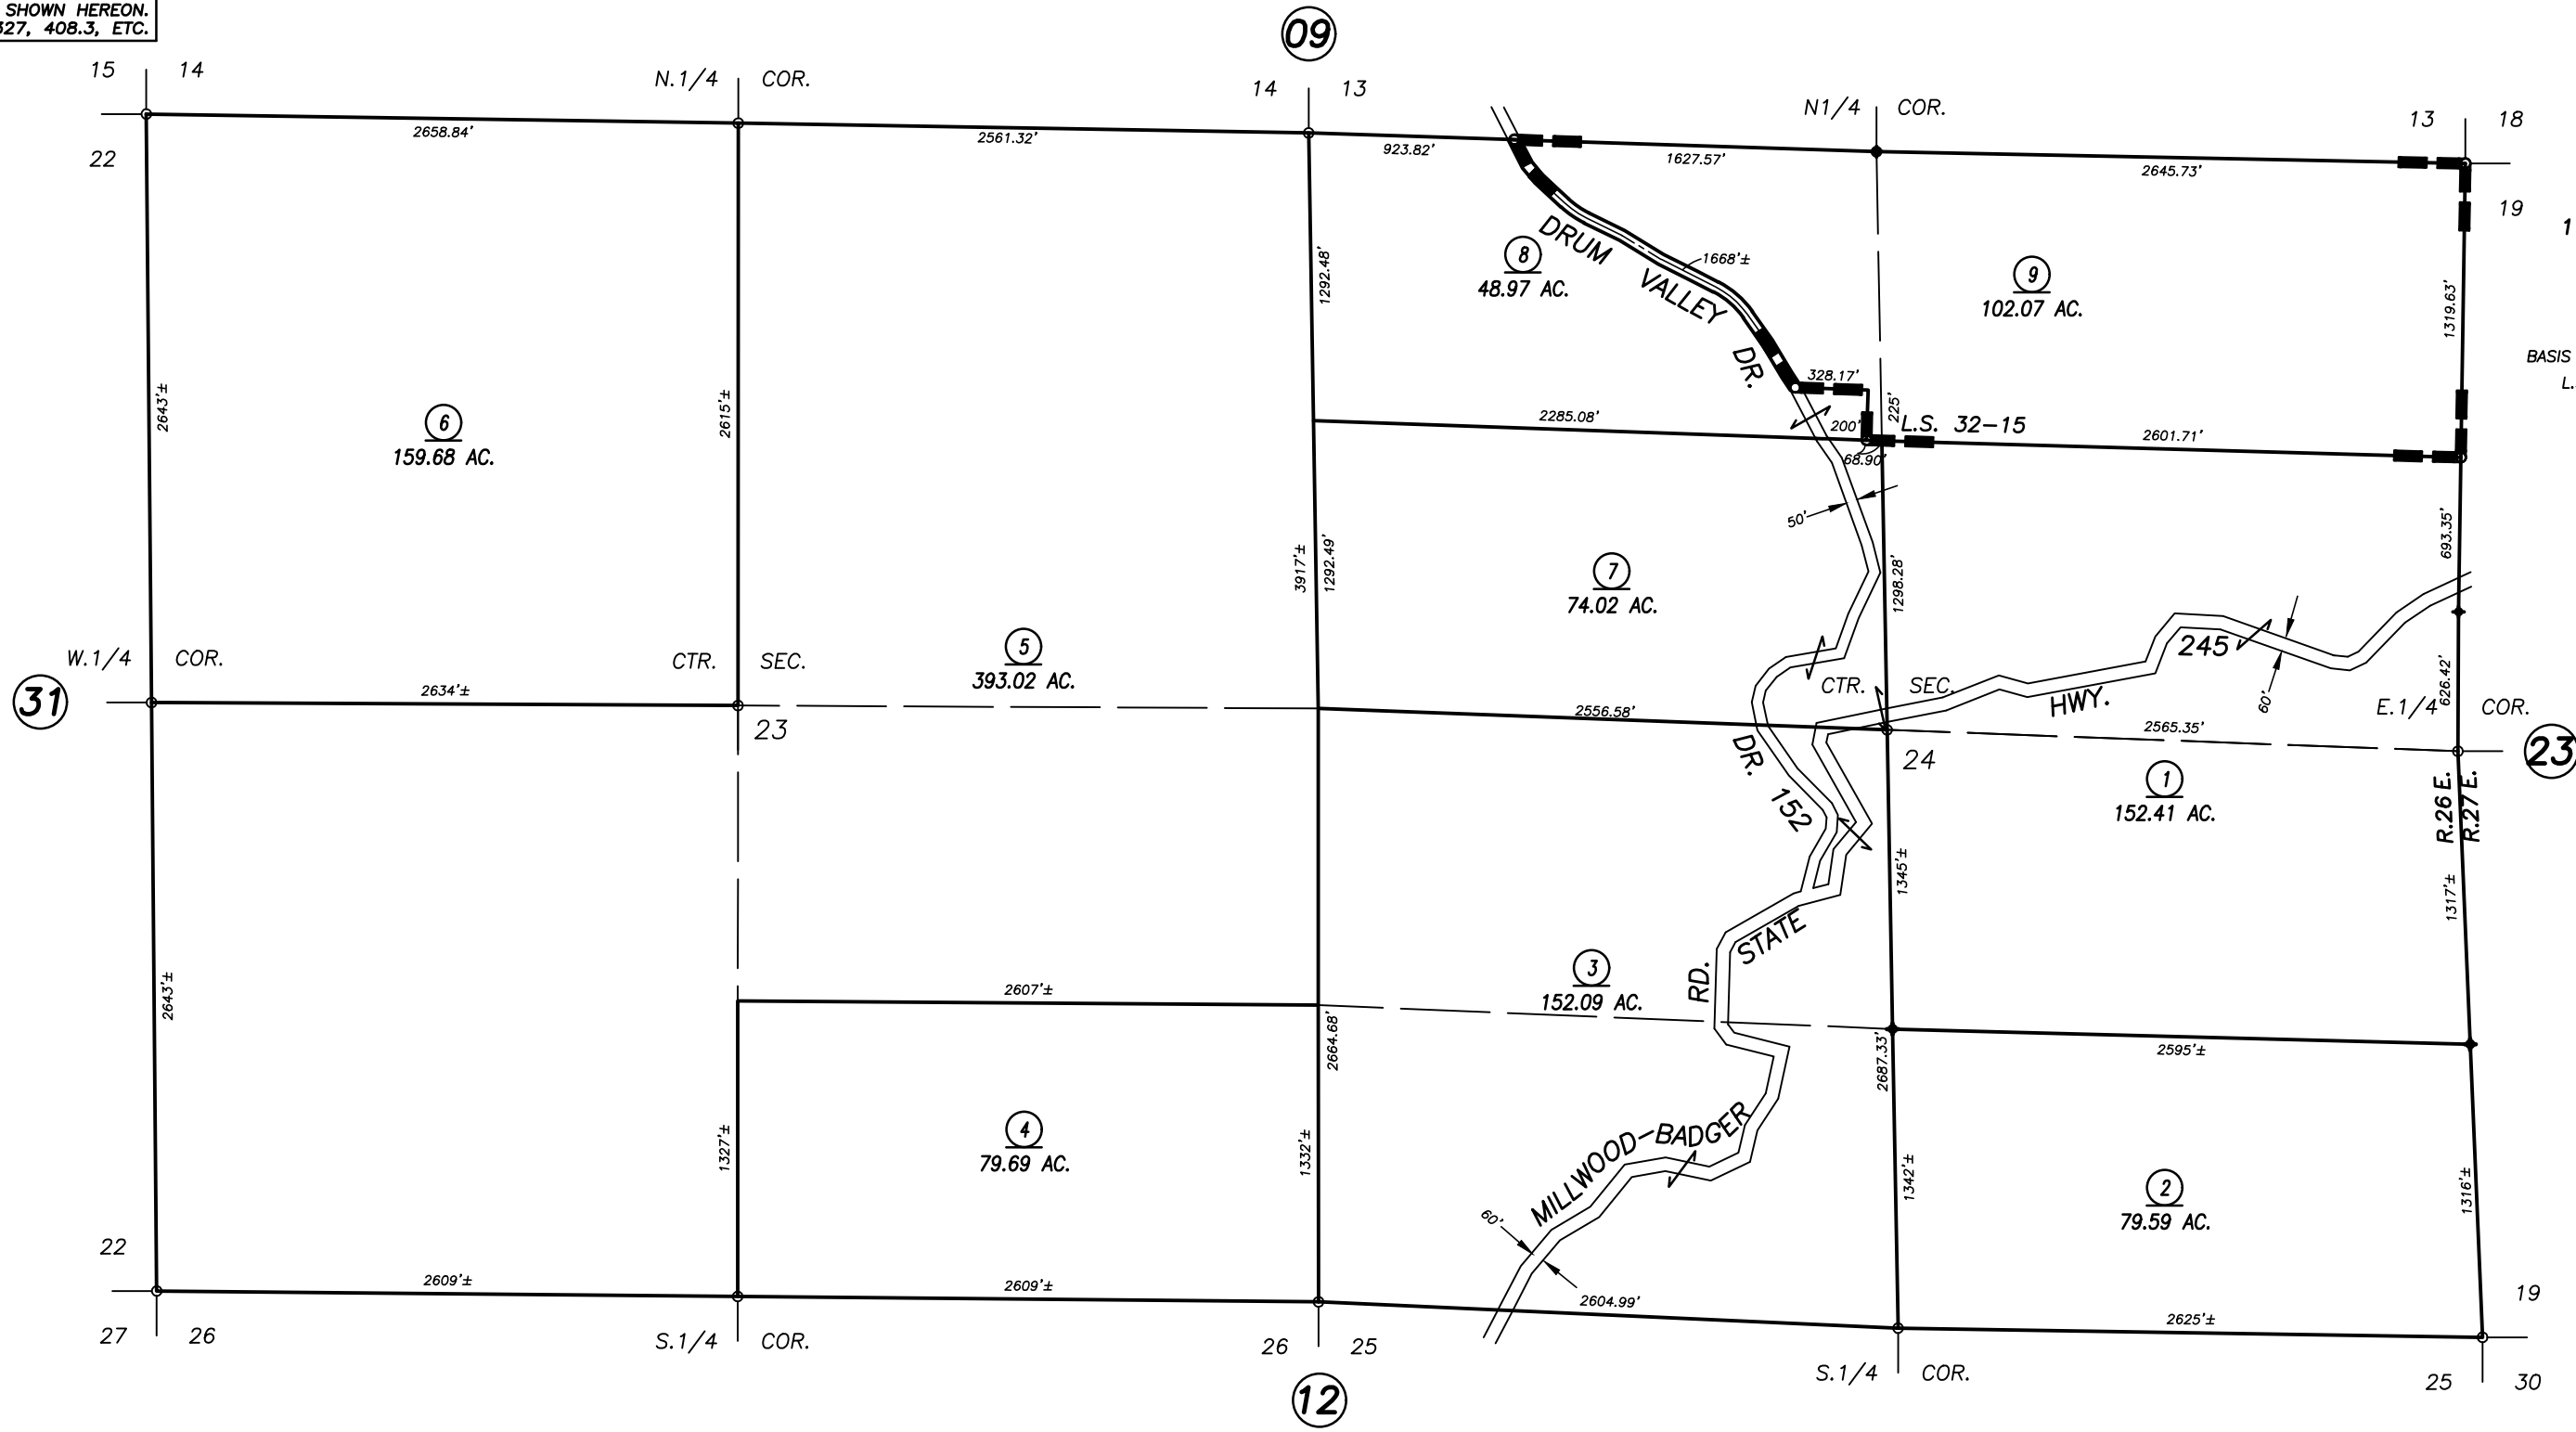 SHOWN HEREON.
327, 408.3, ETC.
09
15 14
N.1/4 COR.
14 13
N1/4 COR.
13 18
22
2658.84'
2561.32'
923.82'
1627.57'
2645.73'
19
1
DRUM VALLEY DR.
8
48.97 AC.
1668'±
9
102.07 AC.
1292.48'
1319.63'
BASIS
L.
328.17'
225'
200'
68.90'
L.S. 32-15
2601.71'
2285.08'
2643'±
6
159.68 AC.
2615'±
50'
693.35'
3917'±
1292.49'
7
74.02 AC.
1298.28'
W.1/4 COR.
CTR. SEC.
5
393.02 AC.
245
60'
626.42'
CTR. SEC.
HWY.
E.1/4 COR.
31
2634'±
23
2556.58'
2565.35'
24
23
DR. 152
1
152.41 AC.
R.26 E.
R.27 E.
1345'±
1317'±
STATE
RD.
3
152.09 AC.
2643'±
2607'±
2664.68'
2687.33'
2595'±
4
79.69 AC.
1327'±
1332'±
MILLWOOD-BADGER
60'
1342'±
2
79.59 AC.
1316'±
22
2609'±
2609'±
2604.99'
2625'±
19
27 26
S.1/4 COR.
26 25
S.1/4 COR.
25 30
12